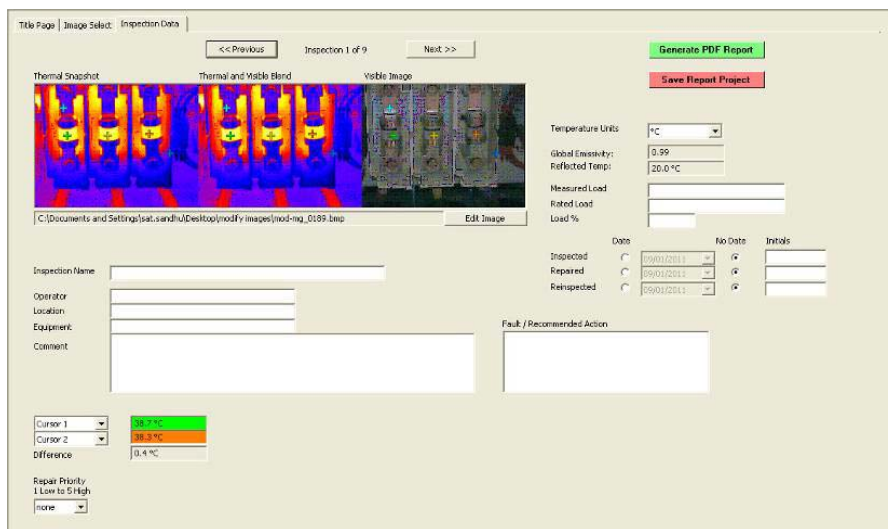 Title Page Image Select Inspection Data
<< Previous Inspection 1 of 9 Next >>
Generate PDF Report
Save Report Project
Thermal Snapshot Thermal and Visible Blend Visible Image
C:\Documents and Settings\sat.sandhu\Desktop\modify images\mod-mg_0189.bmp Edit Image
Temperature Units °C
Global Emissivity: 0.99
Reflected Temp: 20.0 °C
Measured Load
Rated Load
Load %
Date No Date Initials
Inspected 09/01/2011
Repaired 09/01/2011
Reinspected 09/01/2011
Inspection Name
Operator
Location
Equipment
Comment
Fault / Recommended Action
Cursor 1 38.7 °C
Cursor 2 38.3 °C
Difference 0.4 °C
Repair Priority
1 Low to 5 High
none